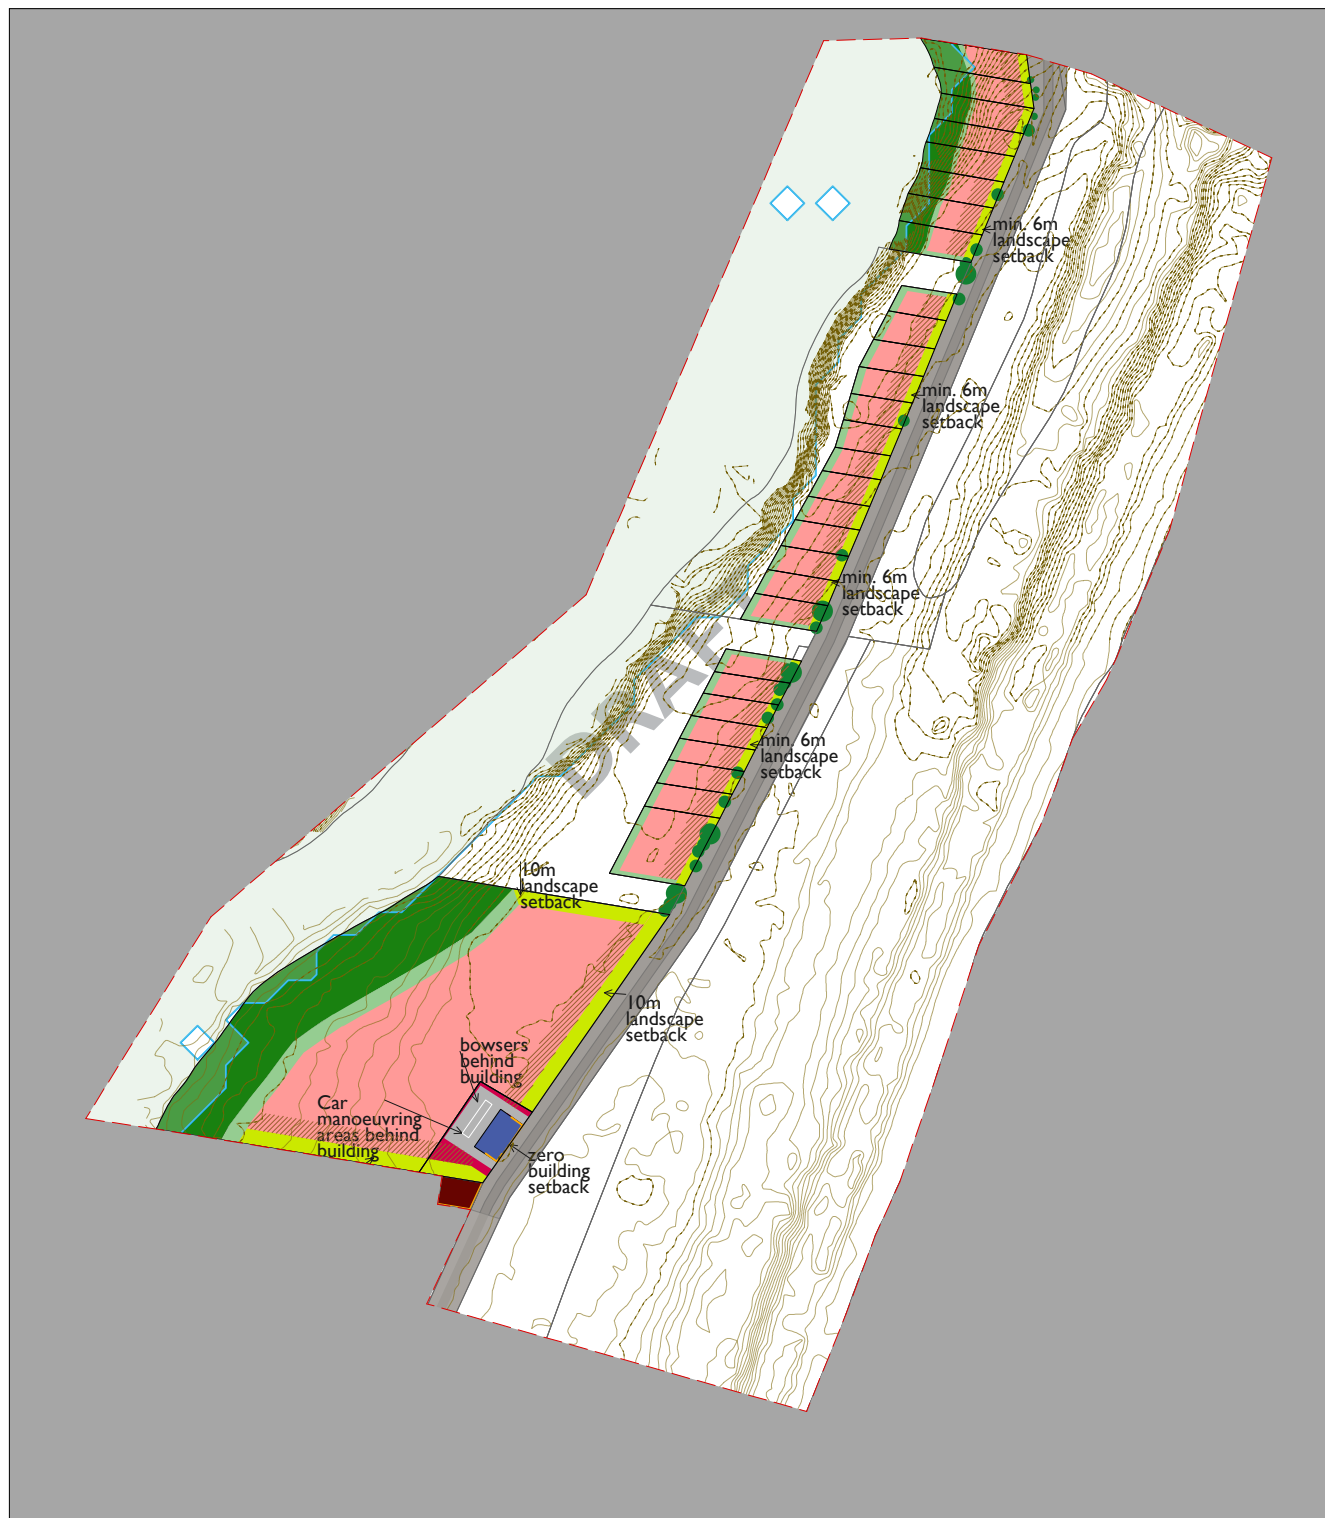 min. 6m
landscape
setback
min. 6m
landscape
setback
min. 6m
landscape
setback
DRAFT
min. 6m
landscape
setback
10m
landscape
setback
10m
landscape
setback
bowsers
behind
building
Car
manoeuvring
areas behind
building
zero
building
setback